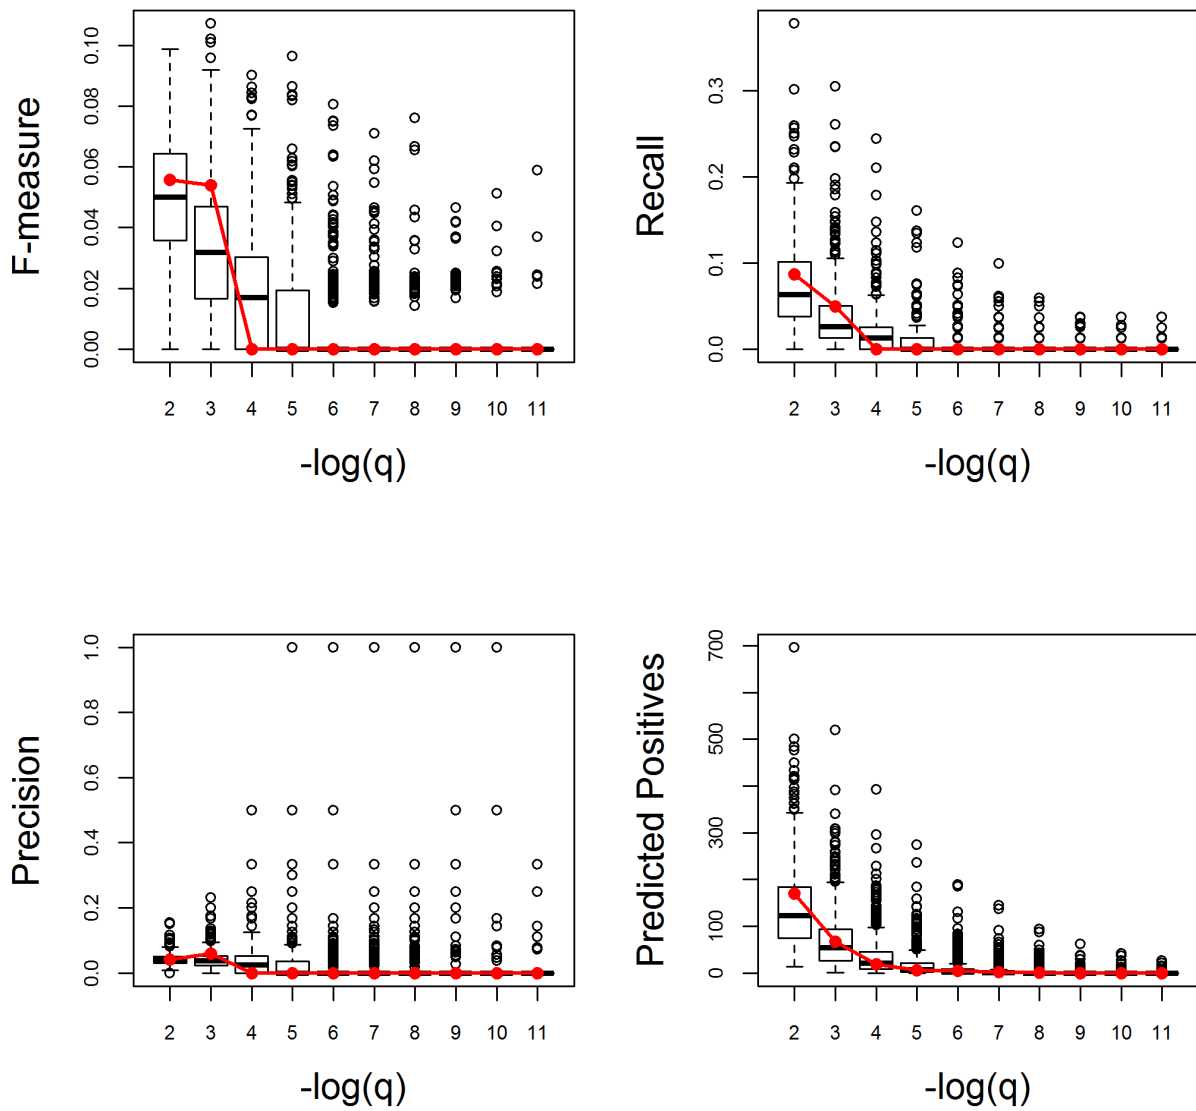 F-measure
0.00 0.02 0.04 0.06 0.08 0.10
2 3 4 5 6 7 8 9 10 11
-log(q)
Recall
0.0 0.1 0.2 0.3
2 3 4 5 6 7 8 9 10 11
-log(q)
Precision
0.0 0.2 0.4 0.6 0.8 1.0
2 3 4 5 6 7 8 9 10 11
-log(q)
Predicted Positives
0 100 300 500 700
2 3 4 5 6 7 8 9 10 11
-log(q)